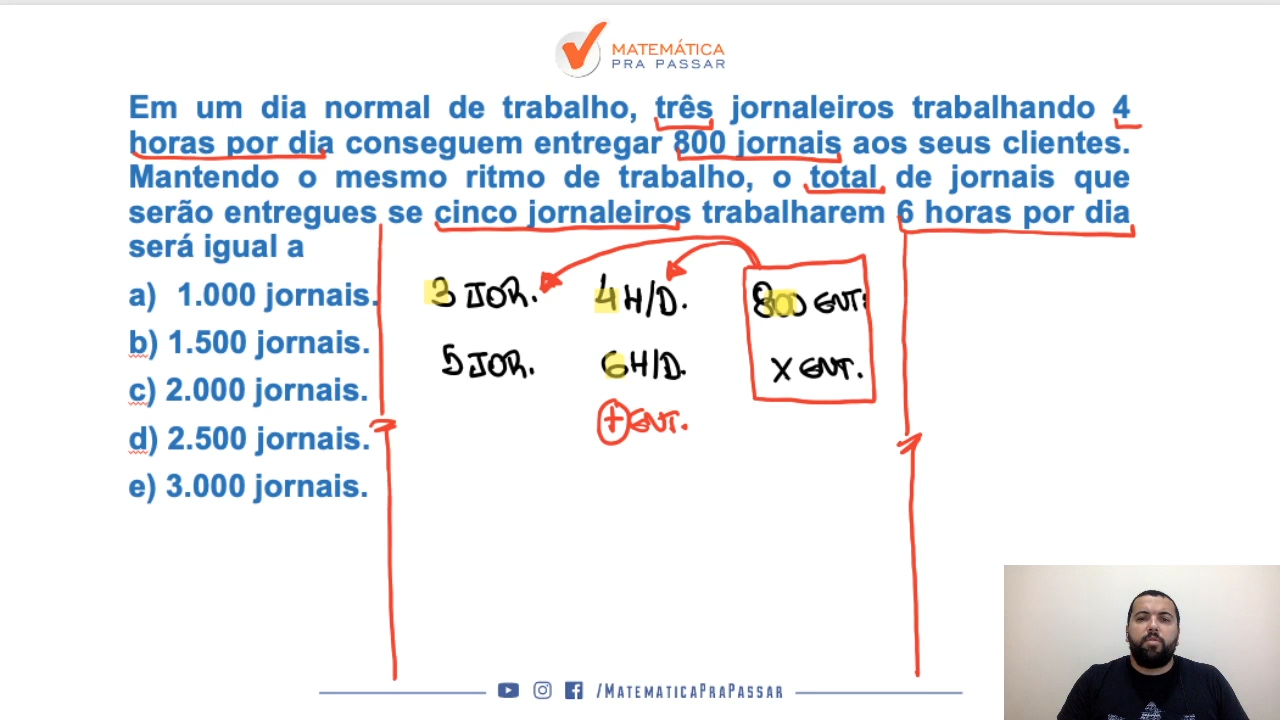 MATEMÁTICA
PRA PASSAR
Em um dia normal de trabalho, três jornaleiros trabalhando 4
horas por dia conseguem entregar 800 jornais aos seus clientes.
Mantendo o mesmo ritmo de trabalho, o total de jornais que
serão entregues se cinco jornaleiros trabalharem 6 horas por dia
será igual a
a) 1.000 jornais.
b) 1.500 jornais.
c) 2.000 jornais.
d) 2.500 jornais.
e) 3.000 jornais.
3 JOR. 4 H/D. 800 ENT.
5 JOR. 6 H/D. X ENT.
+ ENT.
/MATEMATICAPRAPASSAR